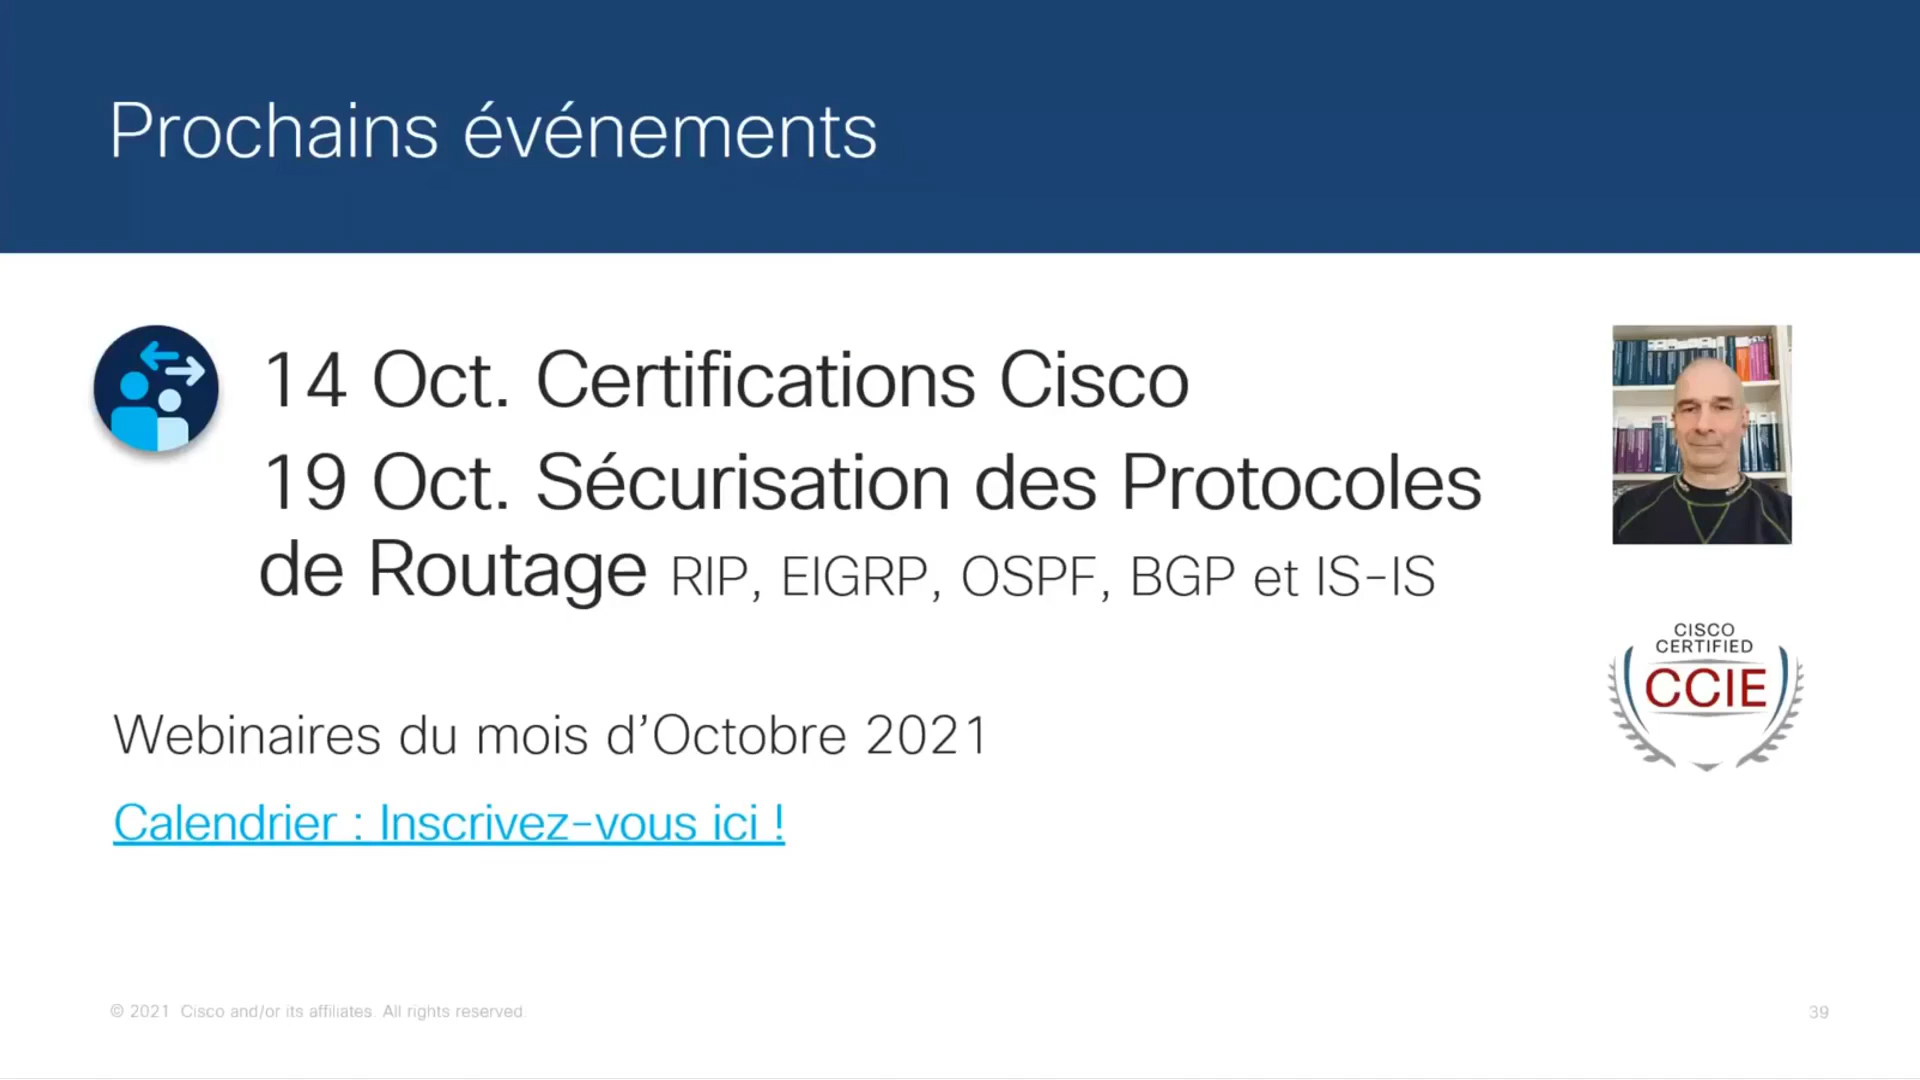 Prochains événements
14 Oct. Certifications Cisco
19 Oct. Sécurisation des Protocoles
de Routage RIP, EIGRP, OSPF, BGP et IS-IS
CISCO
CERTIFIED
CCIE
Webinaires du mois d’Octobre 2021
Calendrier : Inscrivez-vous ici !
© 2021 Cisco and/or its affiliates. All rights reserved.
39